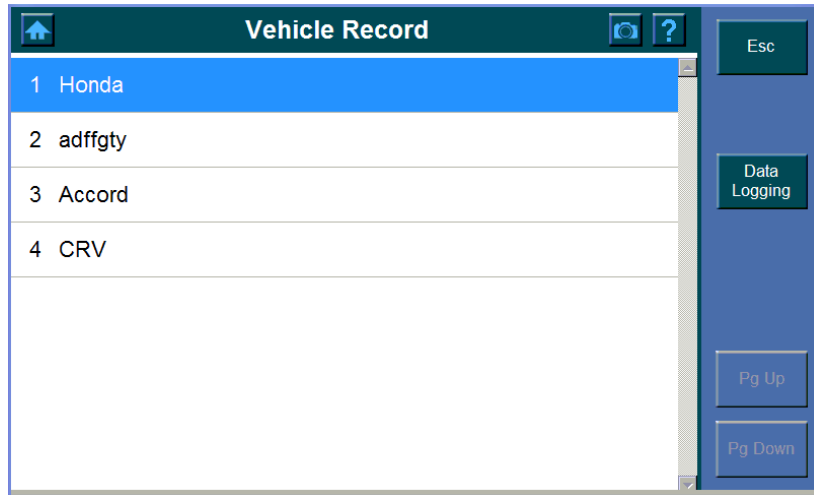 Vehicle Record
?
Esc
1 Honda
2 adffgty
3 Accord
4 CRV
Data
Logging
Pg Up
Pg Down